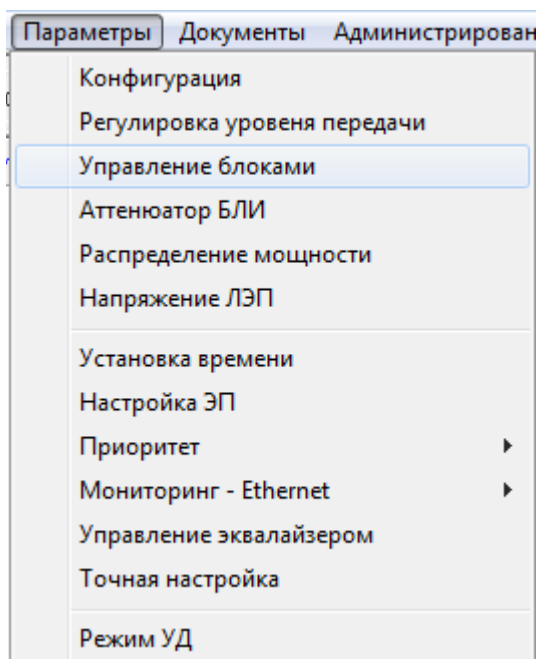 Параметры Документы Администрирован
Конфигурация
Регулировка уровеня передачи
Управление блоками
Аттенюатор БЛИ
Распределение мощности
Напряжение ЛЭП
Установка времени
Настройка ЭП
Приоритет
Мониторинг - Ethernet
Управление эквалайзером
Точная настройка
Режим УД